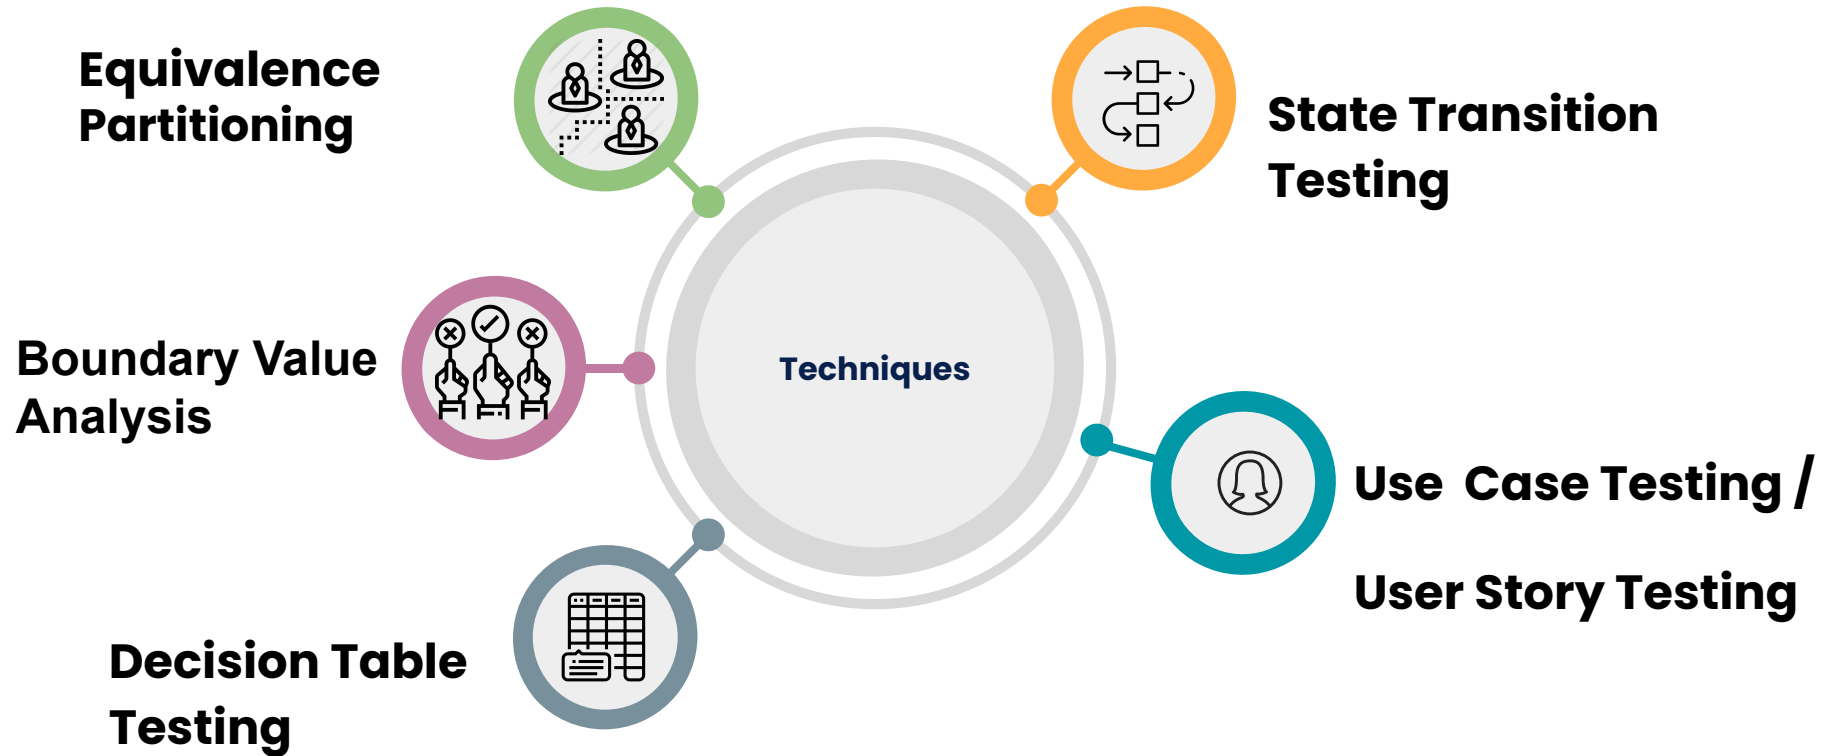 Equivalence
Partitioning
State Transition
Testing
Boundary Value
Analysis
Techniques
Use Case Testing /
User Story Testing
Decision Table
Testing